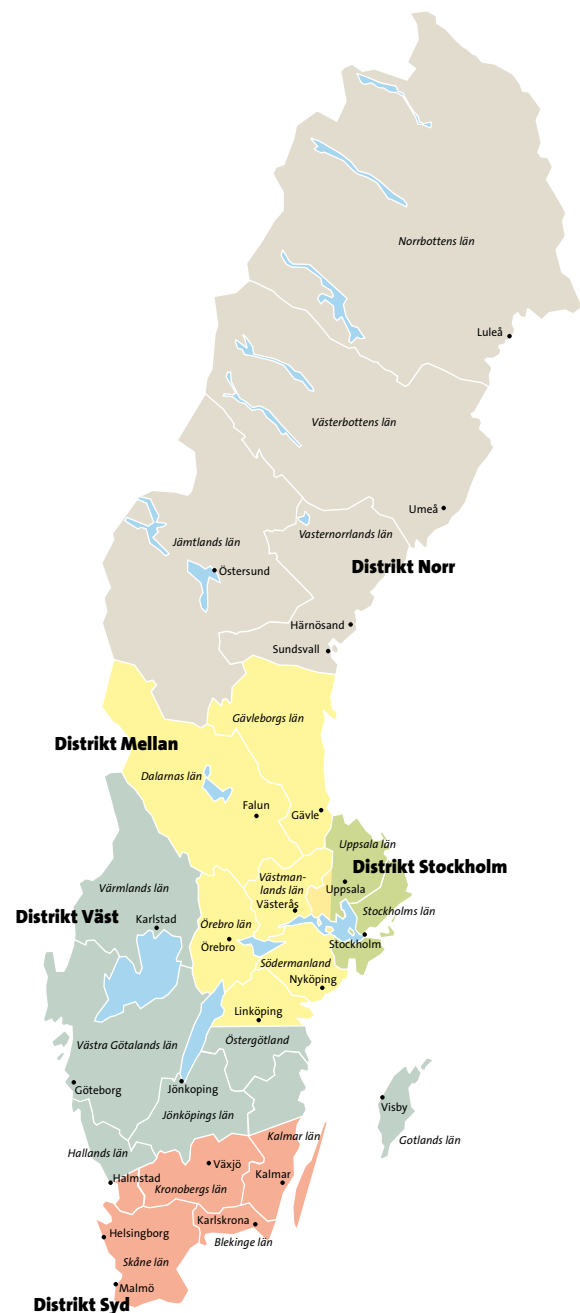 Norrbottens län
Luleå
Västerbottens län
Umeå
Vasternorrlands län
Jämtlands län
Distrikt Norr
Östersund
Härnösand
Sundsvall
Gävleborgs län
Distrikt Mellan
Dalarnas län
Falun
Gävle
Uppsala län
Distrikt Stockholm
Västman-
lands län
Uppsala
Värmlands län
Västerås
Stockholms län
Distrikt Väst
Karlstad
Örebro län
Örebro
Stockholm
Södermanland
Nyköping
Linköping
Västra Götalands län
Östergötland
Göteborg
Jönkoping
Visby
Jönköpings län
Kalmar län
Gotlands län
Hallands län
Växjö
Halmstad
Kronobergs län
Kalmar
Karlskrona
Helsingborg
Blekinge län
Skåne län
Malmö
Distrikt Syd